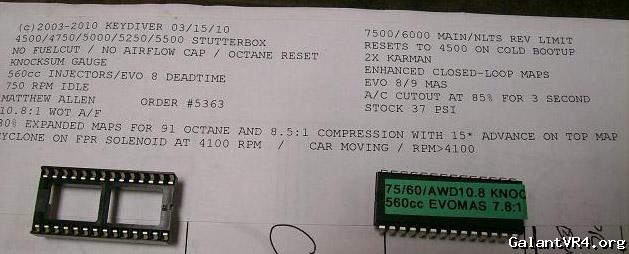 (c)2003-2010 KEYDIVER 03/15/10
4500/4750/5000/5250/5500 STUTTERBOX
NO FUELCUT / NO AIRFLOW CAP / OCTANE RESET
KNOCKSUM GAUGE
560cc INJECTORS/EVO 8 DEADTIME
750 RPM IDLE
MATTHEW ALLEN ORDER #5363
10.8:1 WOT A/F
7500/6000 MAIN/NLTS REV LIMIT
RESETS TO 4500 ON COLD BOOTUP
2X KARMAN
ENHANCED CLOSED-LOOP MAPS
EVO 8/9 MAS
A/C CUTOUT AT 85% FOR 3 SECOND
STOCK 37 PSI
80% EXPANDED MAPS FOR 91 OCTANE AND 8.5:1 COMPRESSION WITH 15* ADVANCE ON TOP MAP
CYCLONE ON FPR SOLENOID AT 4100 RPM / CAR MOVING / RPM>4100
75/60/AWD10.8 KNOC
560cc EVOMAS 7.8:1
GalantVR4.org